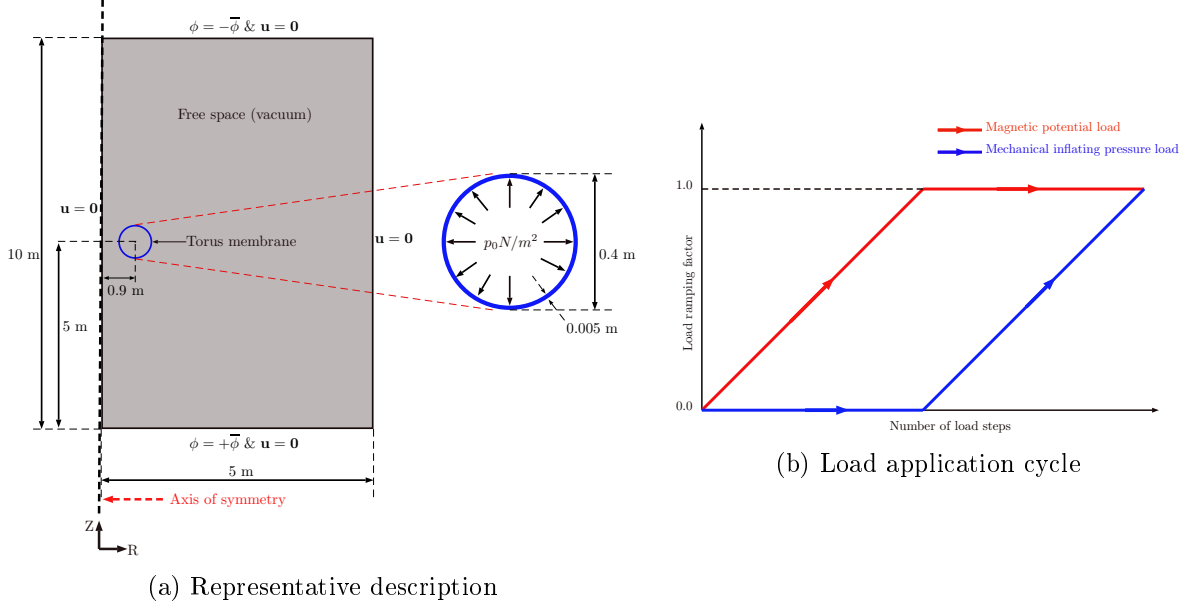 ϕ = −ϕ̅ & u = 0
Free space (vacuum)
u = 0
10 m
Torus membrane
u = 0
0.9 m
5 m
p₀N/m²
0.4 m
0.005 m
ϕ = +ϕ̅ & u = 0
5 m
Axis of symmetry
Z
R
(a) Representative description
Magnetic potential load
Mechanical inflating pressure load
1.0
Load ramping factor
0.0
Number of load steps
(b) Load application cycle